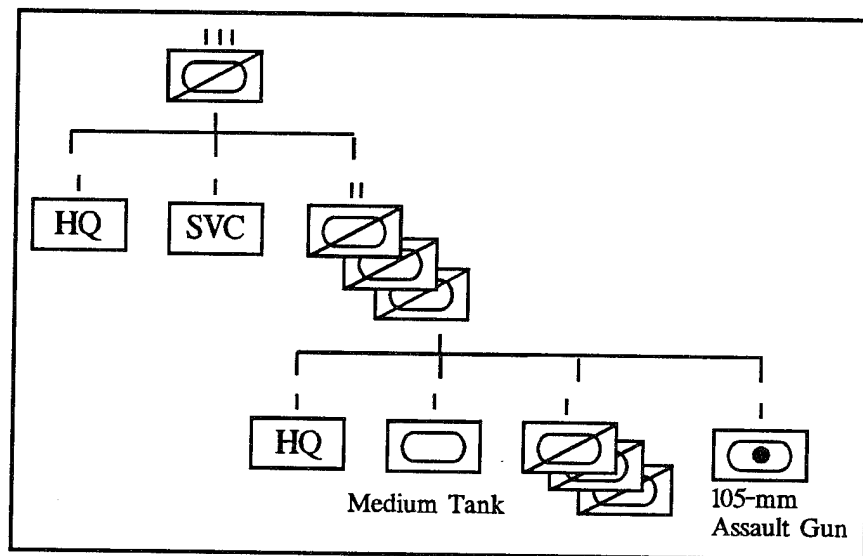 HQ
SVC
HQ
Medium Tank
105-mm
Assault Gun